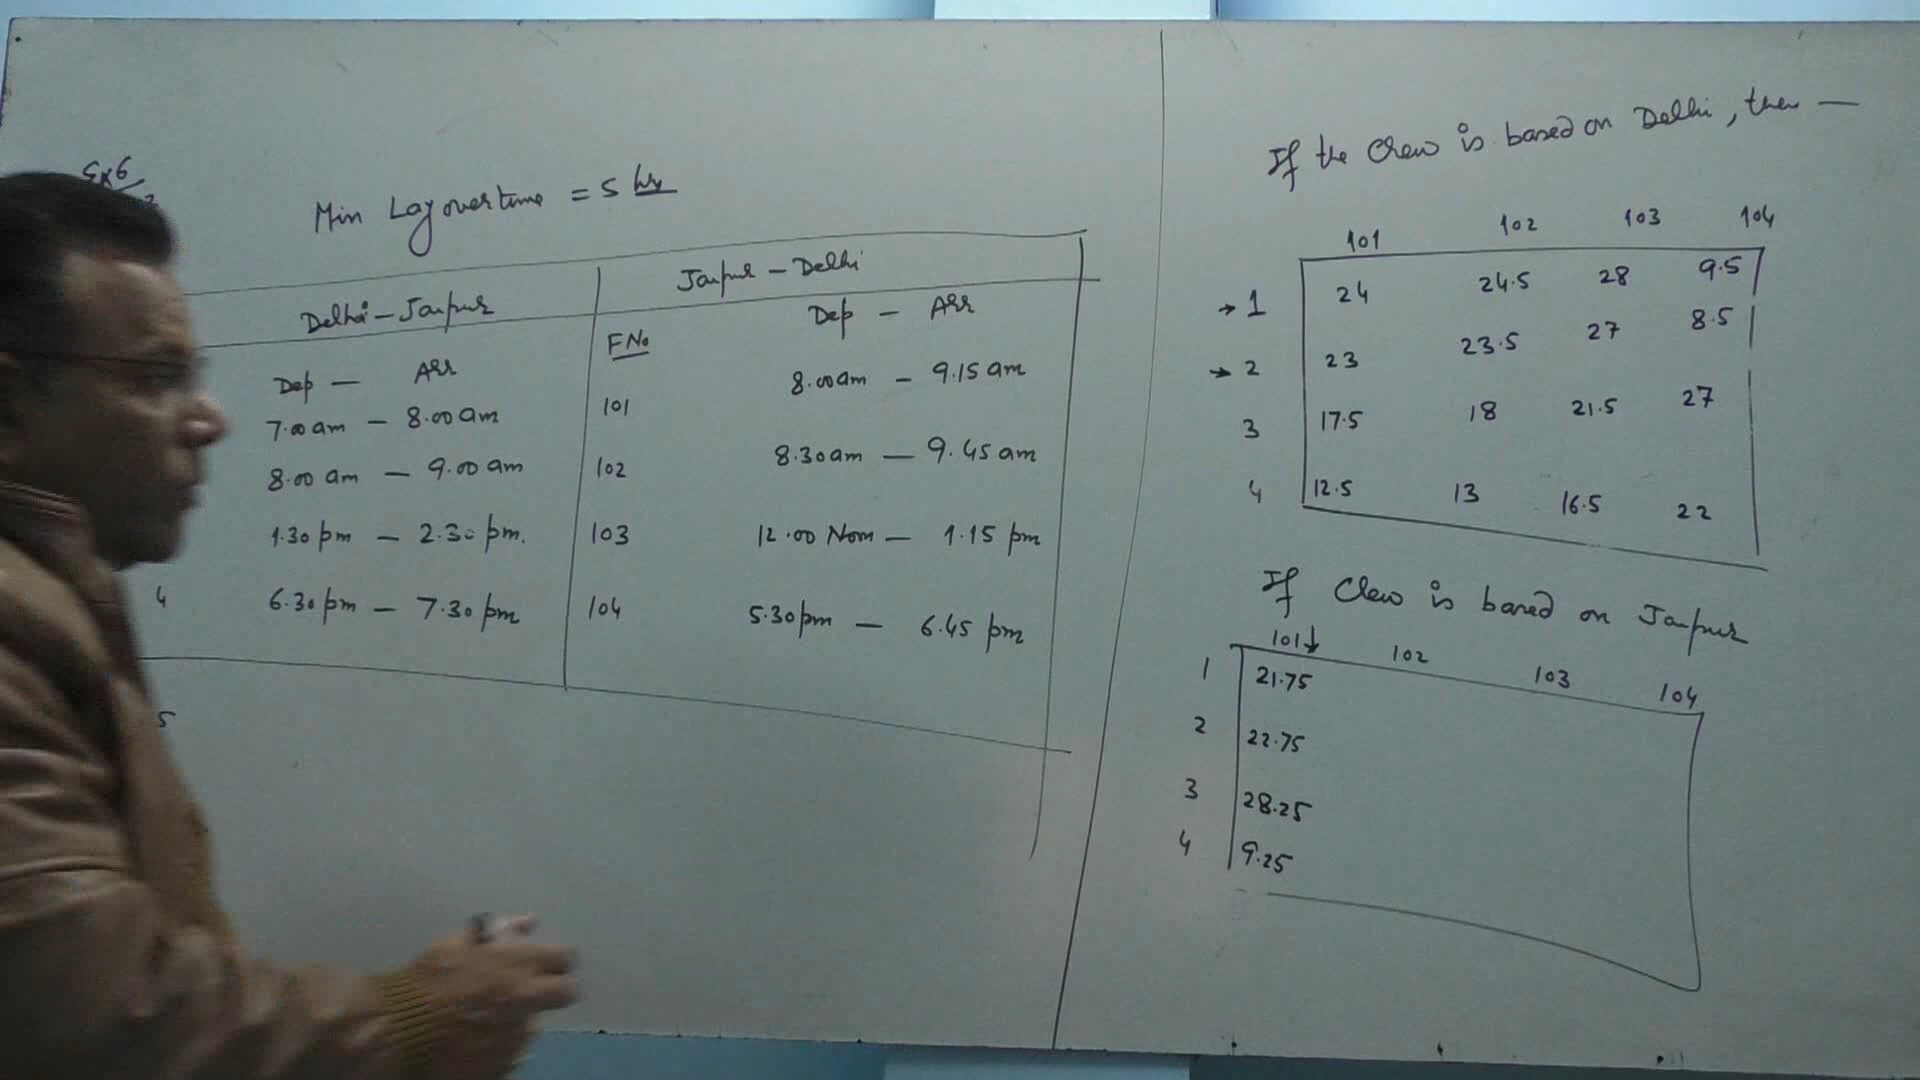 Ex 6
Min Layovertime = 5 hr
Delhi - Jaipur
Jaipur - Delhi
Dep - Arr
F No
Dep - Arr
7.00 am - 8.00 am
101
8.00 am - 9.15 am
8.00 am - 9.00 am
102
8.30 am - 9.45 am
1.30 pm - 2.30 pm.
103
12.00 Noon - 1.15 pm
4
6.30 pm - 7.30 pm
104
5.30 pm - 6.45 pm
5
If the Crew is based on Delhi, then —
101 102 103 104
→ 1 24 24.5 28 9.5
→ 2 23 23.5 27 8.5
3 17.5 18 21.5 27
4 12.5 13 16.5 22
If Crew is based on Jaipur
101↓ 102 103 104
1 21.75
2 22.75
3 28.25
4 9.25